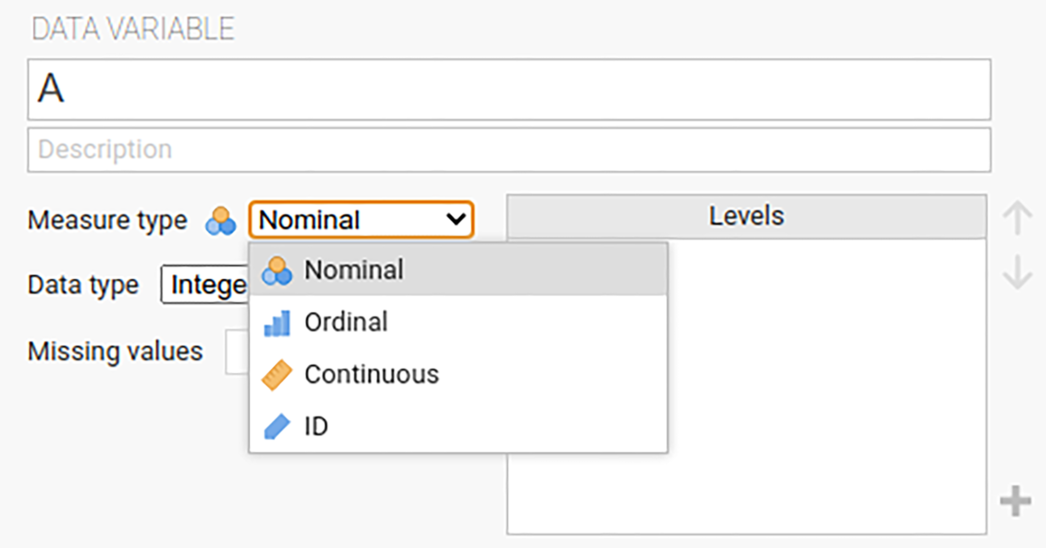 DATA VARIABLE
A
Description
Measure type Nominal
Levels
Nominal
Data type Intege
Ordinal
Missing values
Continuous
ID